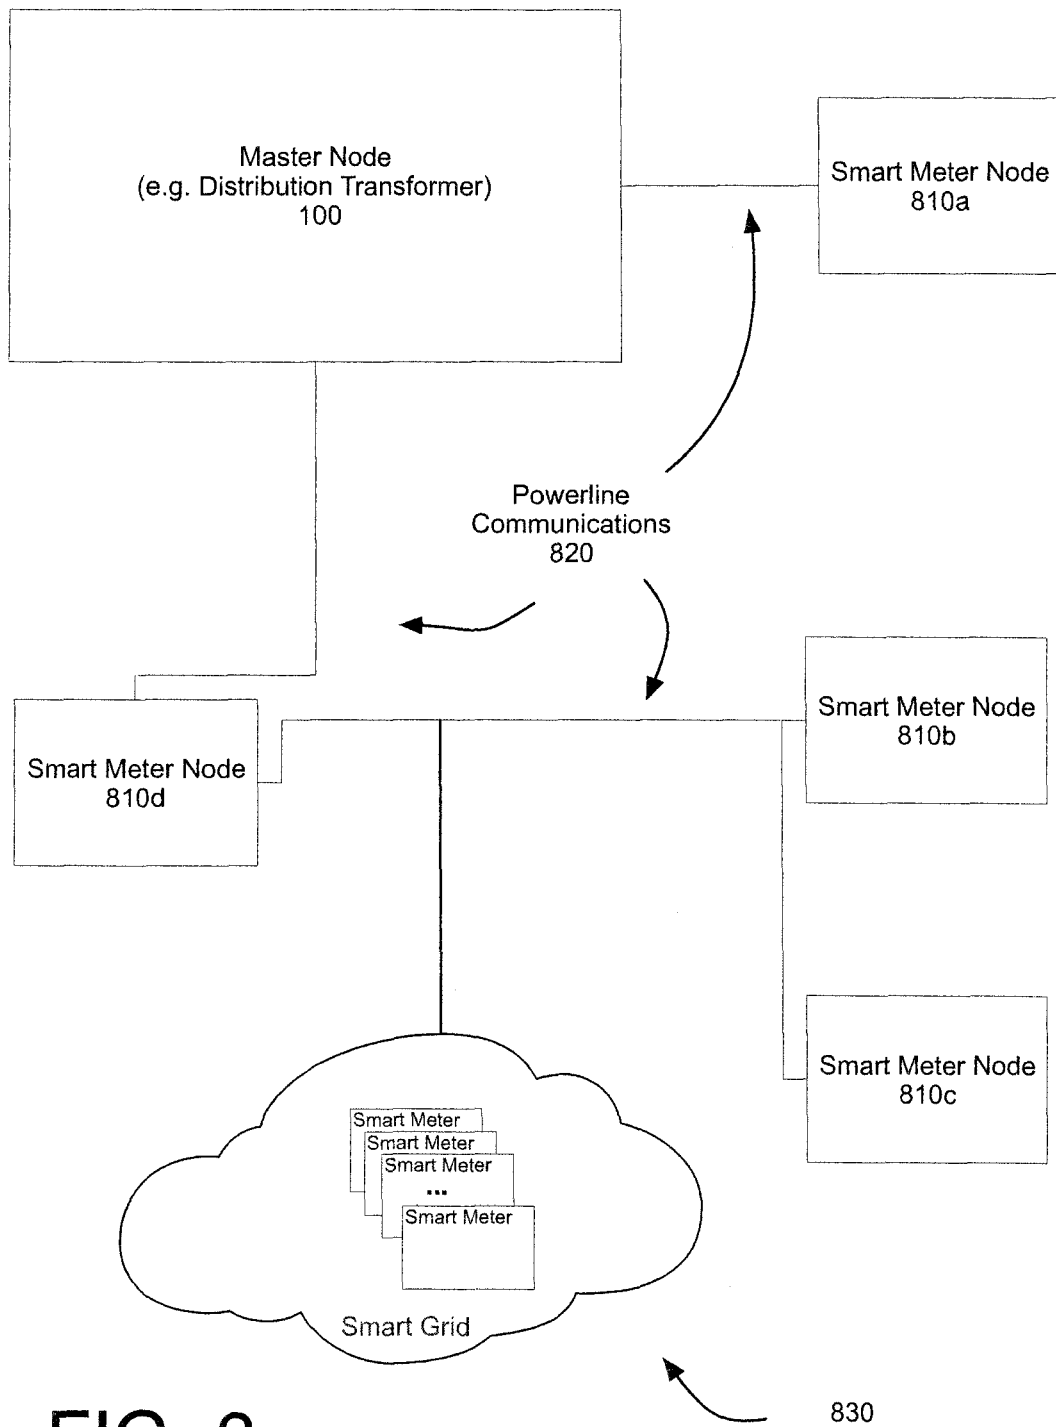 Master Node
(e.g. Distribution Transformer)
100
Smart Meter Node
810a
Powerline
Communications
820
Smart Meter Node
810b
Smart Meter Node
810d
Smart Meter Node
810c
Smart Meter
Smart Meter
Smart Meter
...
Smart Meter
Smart Grid
830
FIG.